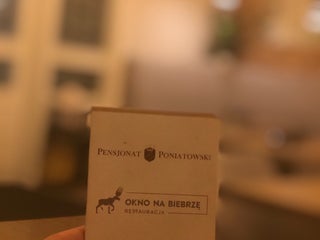 PENSJONAT PONIATOWSKI
OKNO NA BIEBRZĘ
RESTAURACJA